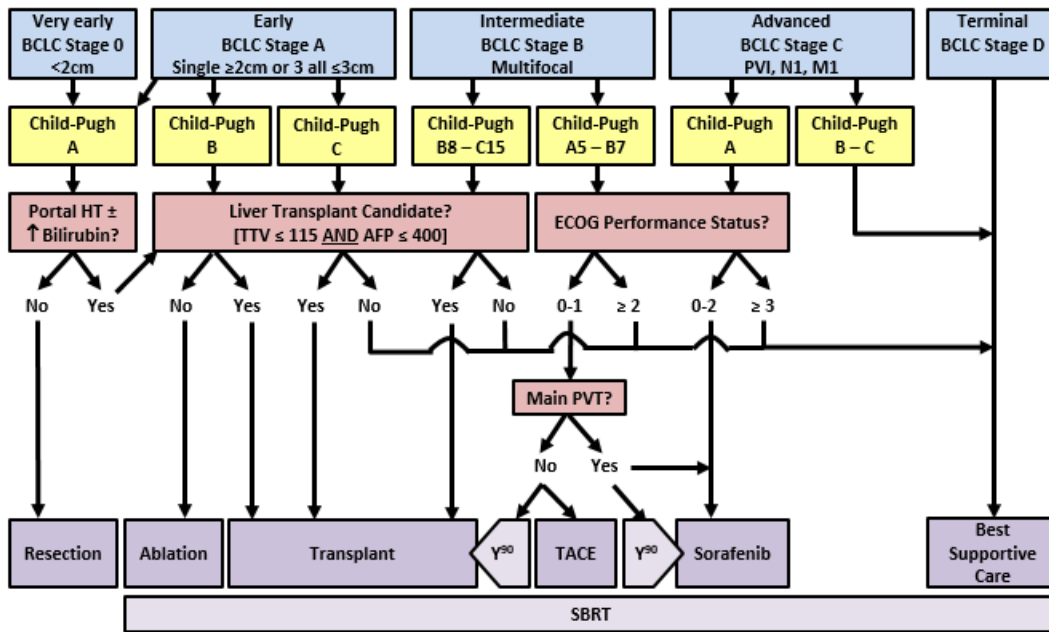 Very early
BCLC Stage 0
<2cm
Early
BCLC Stage A
Single ≥2cm or 3 all ≤3cm
Intermediate
BCLC Stage B
Multifocal
Advanced
BCLC Stage C
PVI, N1, M1
Terminal
BCLC Stage D
Child-Pugh
A
Child-Pugh
B
Child-Pugh
C
Child-Pugh
B8 – C15
Child-Pugh
A5 – B7
Child-Pugh
A
Child-Pugh
B – C
Portal HT ±
↑Bilirubin?
Liver Transplant Candidate?
[TTV ≤ 115 AND AFP ≤ 400]
ECOG Performance Status?
No
Yes
No
Yes
Yes
No
Yes
No
0-1
≥ 2
0-2
≥ 3
Main PVT?
No
Yes
Resection
Ablation
Transplant
Y⁹⁰
TACE
Y⁹⁰
Sorafenib
Best
Supportive
Care
SBRT